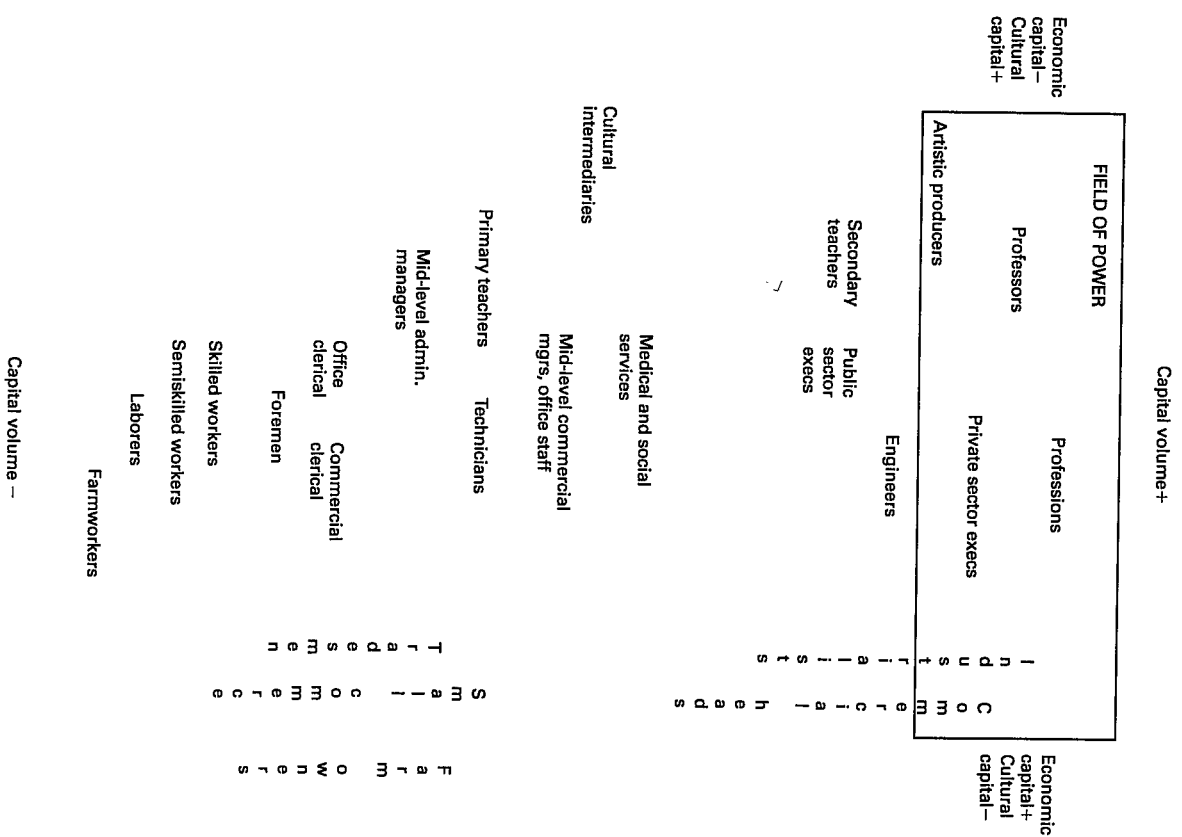 Capital volume+
FIELD OF POWER
Economic
capital−
Cultural
capital+
Professions
Economic
capital+
Cultural
capital−
Professors
Industrialists
Private sector execs
Commercial heads
Artistic producers
Engineers
Secondary
teachers
Public
sector
execs
Medical and social
services
Cultural
intermediaries
Mid-level commercial
mgrs, office staff
Primary teachers
Technicians
Tradesmen
Small commerce
Farm owners
Mid-level admin.
managers
Office
clerical
Commercial
clerical
Foremen
Skilled workers
Semiskilled workers
Laborers
Farmworkers
Capital volume −